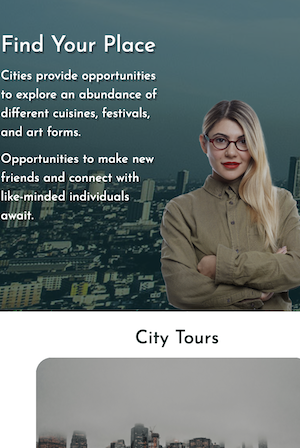 Find Your Place
Cities provide opportunities
to explore an abundance of
different cuisines, festivals,
and art forms.
Opportunities to make new
friends and connect with
like-minded individuals
await.
City Tours